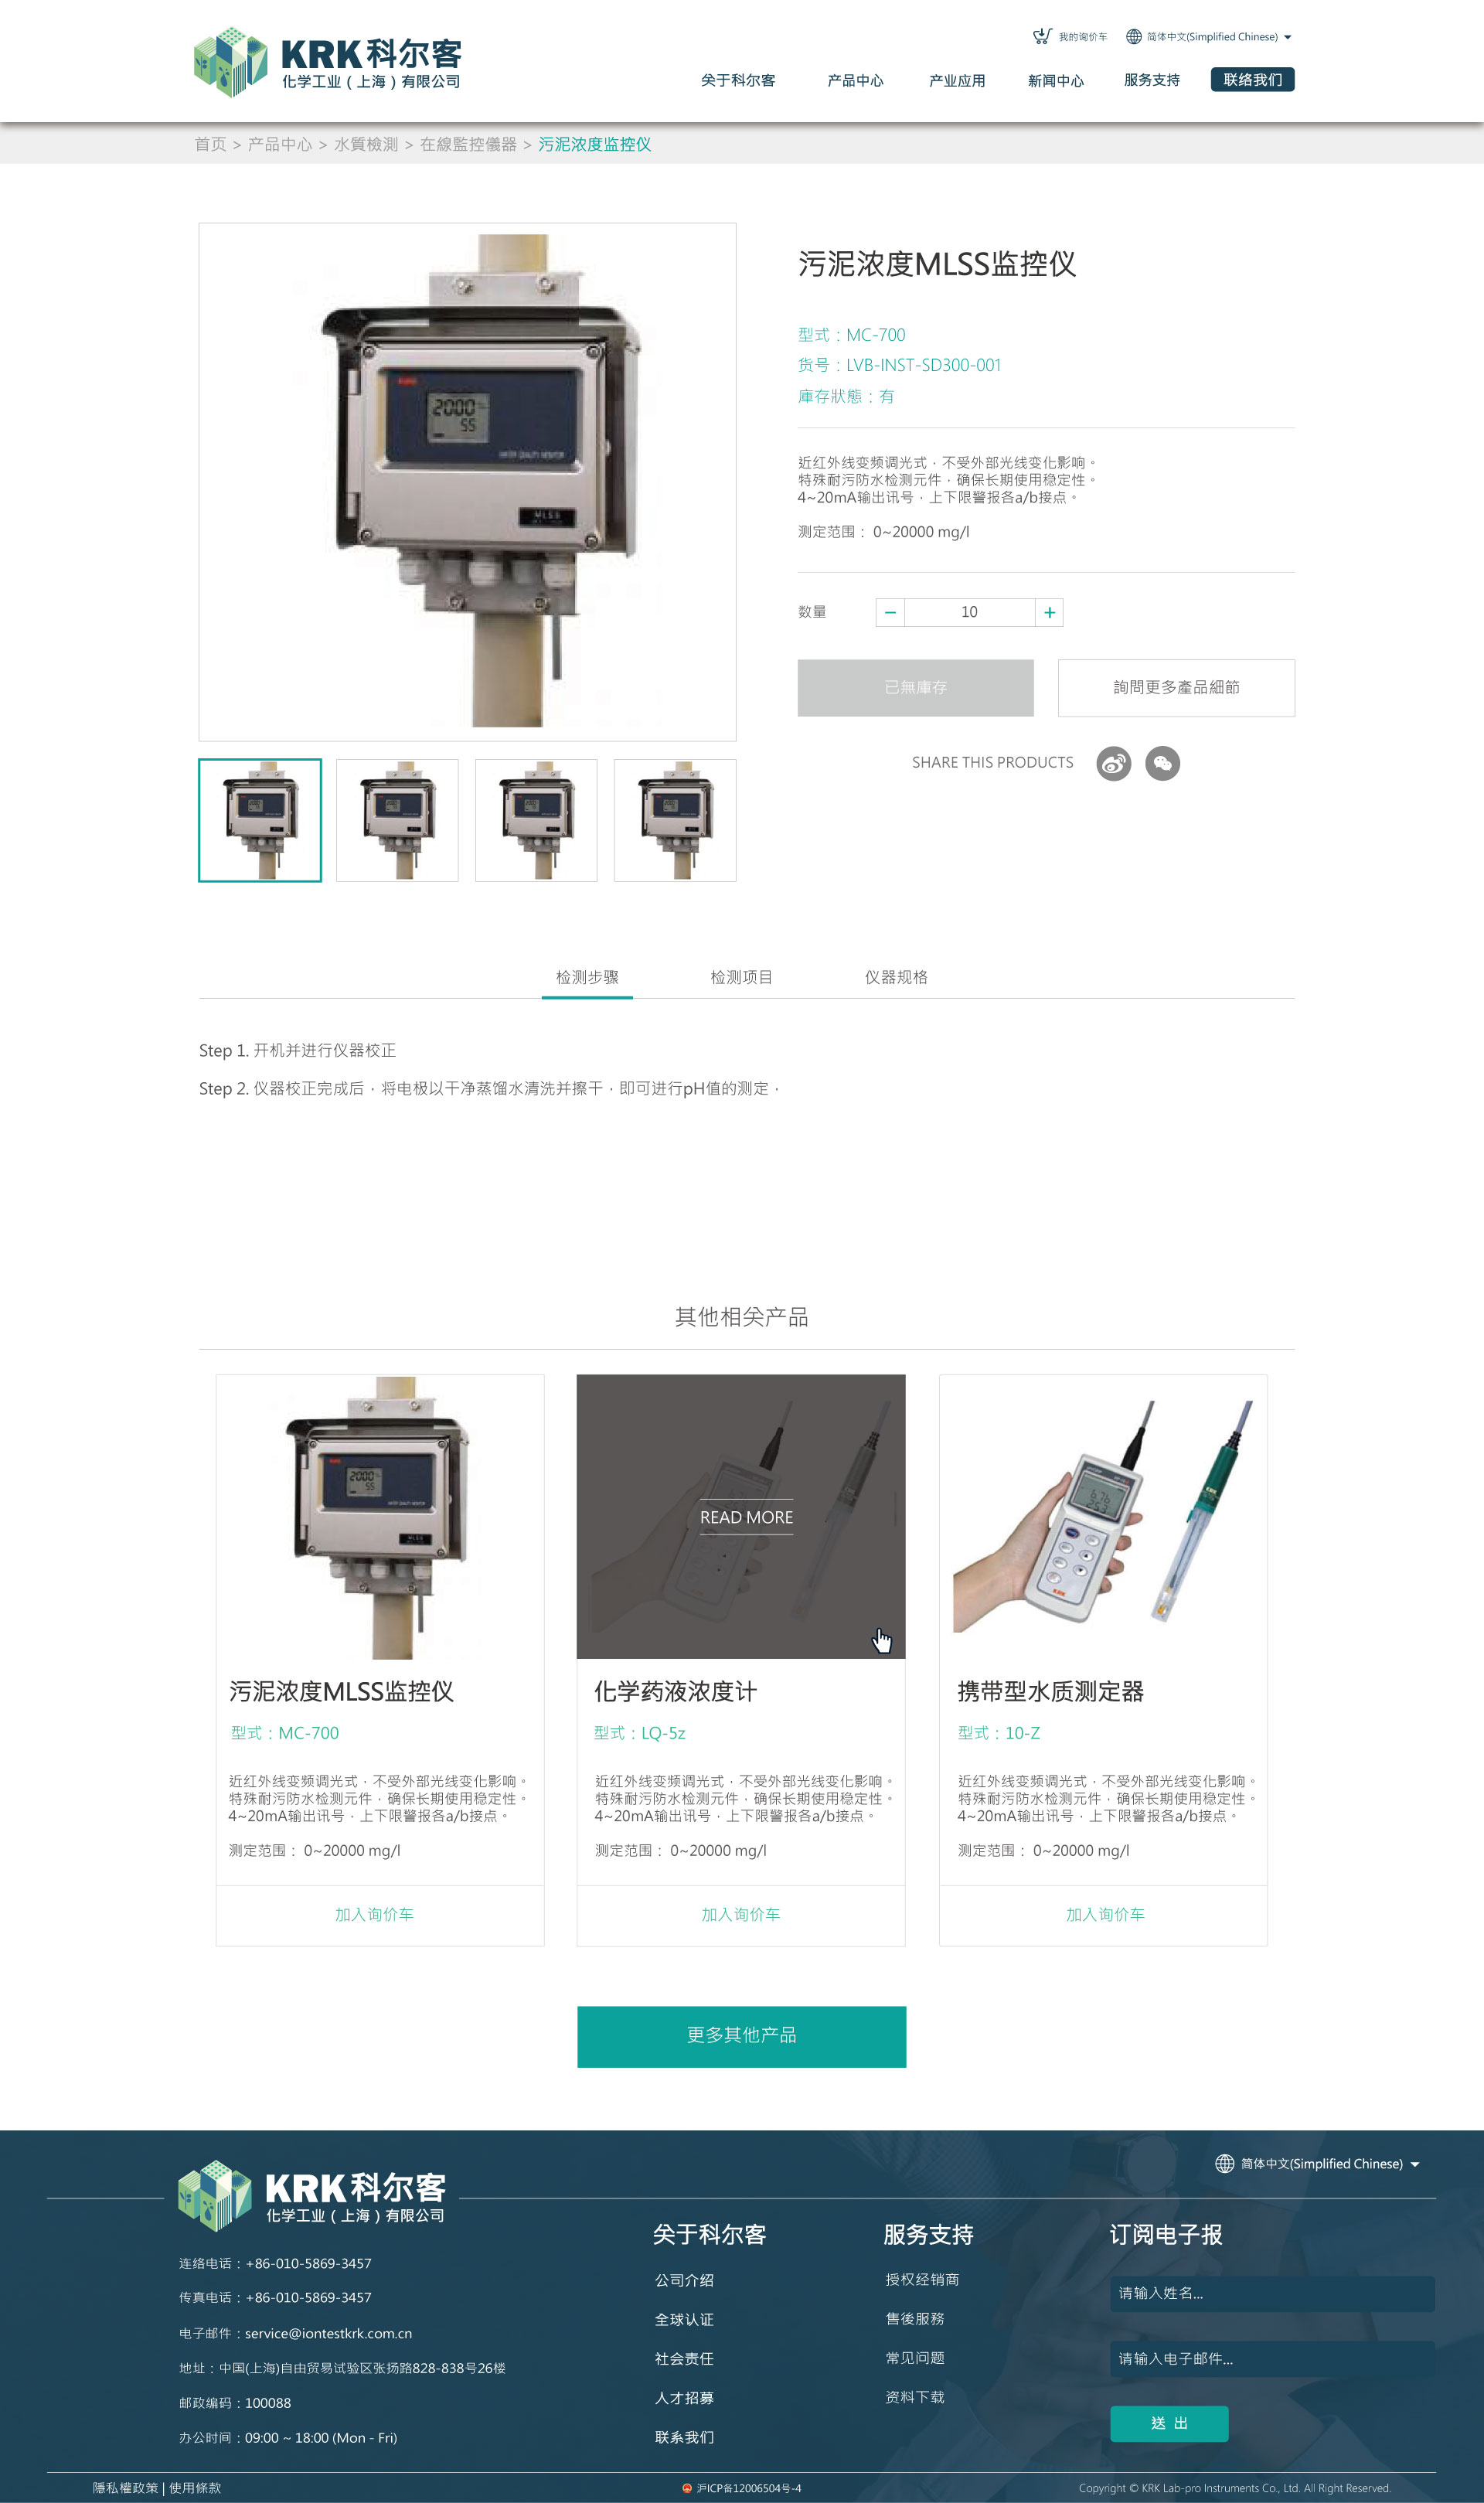 KRK科尔客
化学工业（上海）有限公司
我的询价车
简体中文(Simplified Chinese)
关于科尔客
产品中心
产业应用
新闻中心
服务支持
联络我们
首页 > 产品中心 > 水質檢測 > 在線監控儀器 > 污泥浓度监控仪
2000
SS
WATER QUALITY MONITOR
MLSS
污泥浓度MLSS监控仪
型式：MC-700
货号：LVB-INST-SD300-001
庫存狀態：有
近红外线变频调光式，不受外部光线变化影响。
特殊耐污防水检测元件，确保长期使用稳定性。
4~20mA输出讯号，上下限警报各a/b接点。
测定范围： 0~20000 mg/l
数量
10
已無庫存
詢問更多產品細節
SHARE THIS PRODUCTS
检测步骤
检测项目
仪器规格
Step 1. 开机并进行仪器校正
Step 2. 仪器校正完成后，将电极以干净蒸馏水清洗并擦干，即可进行pH值的测定，
其他相关产品
2000
SS
MLSS
READ MORE
KRK
污泥浓度MLSS监控仪
型式：MC-700
近红外线变频调光式，不受外部光线变化影响。
特殊耐污防水检测元件，确保长期使用稳定性。
4~20mA输出讯号，上下限警报各a/b接点。
测定范围： 0~20000 mg/l
加入询价车
化学药液浓度计
型式：LQ-5z
近红外线变频调光式，不受外部光线变化影响。
特殊耐污防水检测元件，确保长期使用稳定性。
4~20mA输出讯号，上下限警报各a/b接点。
测定范围： 0~20000 mg/l
加入询价车
携带型水质测定器
型式：10-Z
近红外线变频调光式，不受外部光线变化影响。
特殊耐污防水检测元件，确保长期使用稳定性。
4~20mA输出讯号，上下限警报各a/b接点。
测定范围： 0~20000 mg/l
加入询价车
更多其他产品
简体中文(Simplified Chinese)
KRK科尔客
化学工业（上海）有限公司
连络电话：+86-010-5869-3457
传真电话：+86-010-5869-3457
电子邮件：service@iontestkrk.com.cn
地址：中国(上海)自由贸易试验区张扬路828-838号26楼
邮政编码：100088
办公时间：09:00 ~ 18:00 (Mon - Fri)
关于科尔客
公司介绍
全球认证
社会责任
人才招募
联系我们
服务支持
授权经销商
售後服務
常见问题
资料下载
订阅电子报
请输入姓名...
请输入电子邮件...
送 出
隱私權政策 | 使用條款
沪ICP备12006504号-4
Copyright © KRK Lab-pro Instruments Co., Ltd. All Right Reserved.